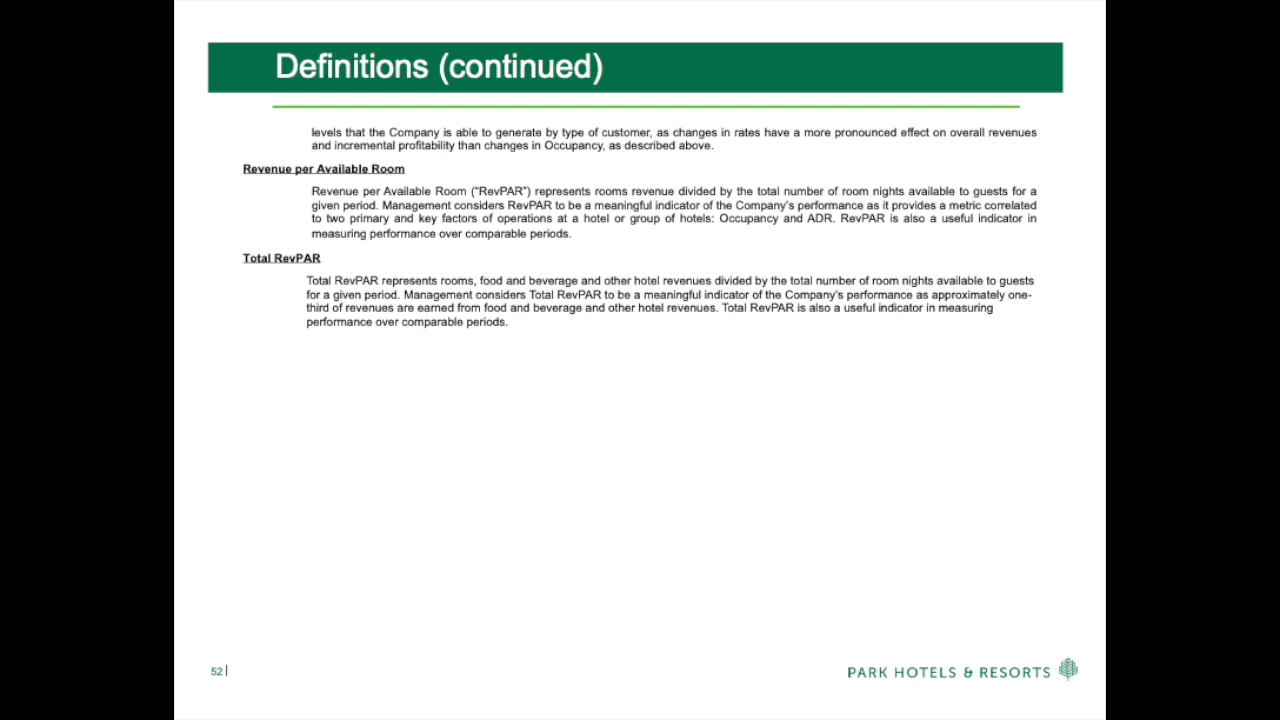 Definitions (continued)
levels that the Company is able to generate by type of customer, as changes in rates have a more pronounced effect on overall revenues
and incremental profitability than changes in Occupancy, as described above.
Revenue per Available Room
Revenue per Available Room (“RevPAR”) represents rooms revenue divided by the total number of room nights available to guests for a
given period. Management considers RevPAR to be a meaningful indicator of the Company’s performance as it provides a metric correlated
to two primary and key factors of operations at a hotel or group of hotels: Occupancy and ADR. RevPAR is also a useful indicator in
measuring performance over comparable periods.
Total RevPAR
Total RevPAR represents rooms, food and beverage and other hotel revenues divided by the total number of room nights available to guests
for a given period. Management considers Total RevPAR to be a meaningful indicator of the Company’s performance as approximately one-
third of revenues are earned from food and beverage and other hotel revenues. Total RevPAR is also a useful indicator in measuring
performance over comparable periods.
52 |
PARK HOTELS & RESORTS